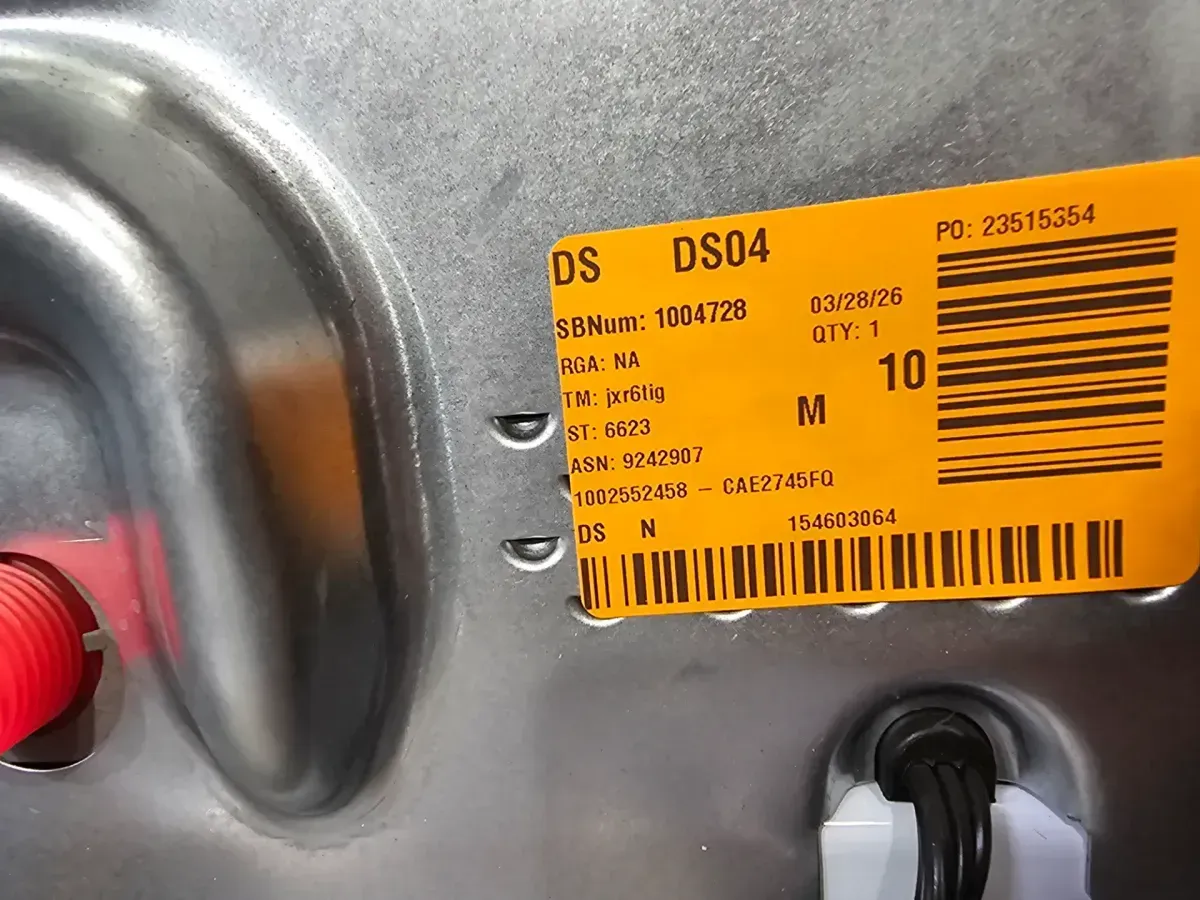 DS DS04
PO: 23515354
SBNum: 1004728 03/28/26
RGA: NA QTY: 1
TM: jxr6tig M 10
ST: 6623
ASN: 9242907
1002552458 - CAE2745FQ
DS N 154603064